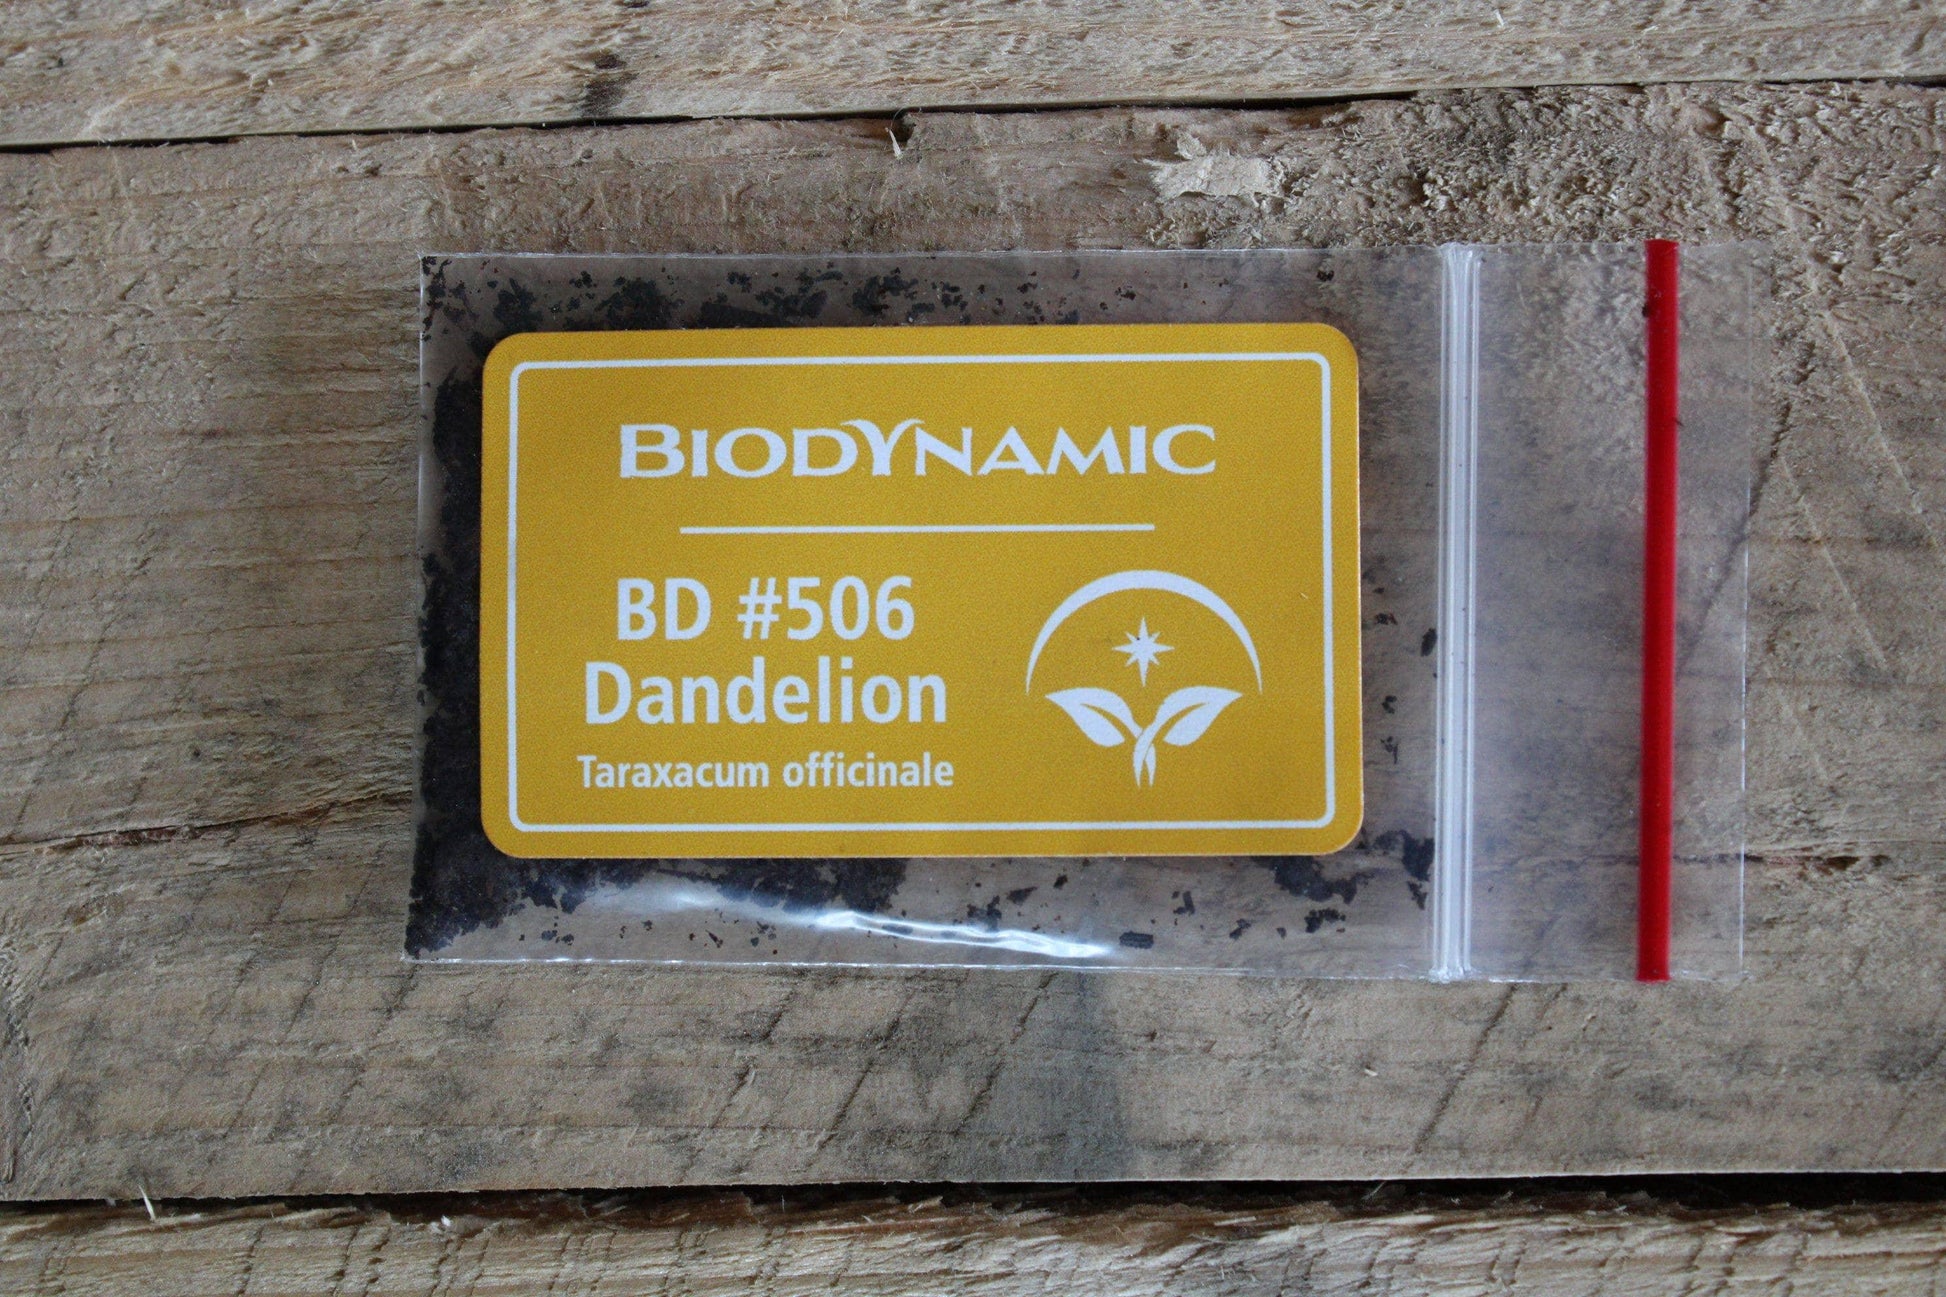 BIODYNAMIC
BD #506
Dandelion
Taraxacum officinale